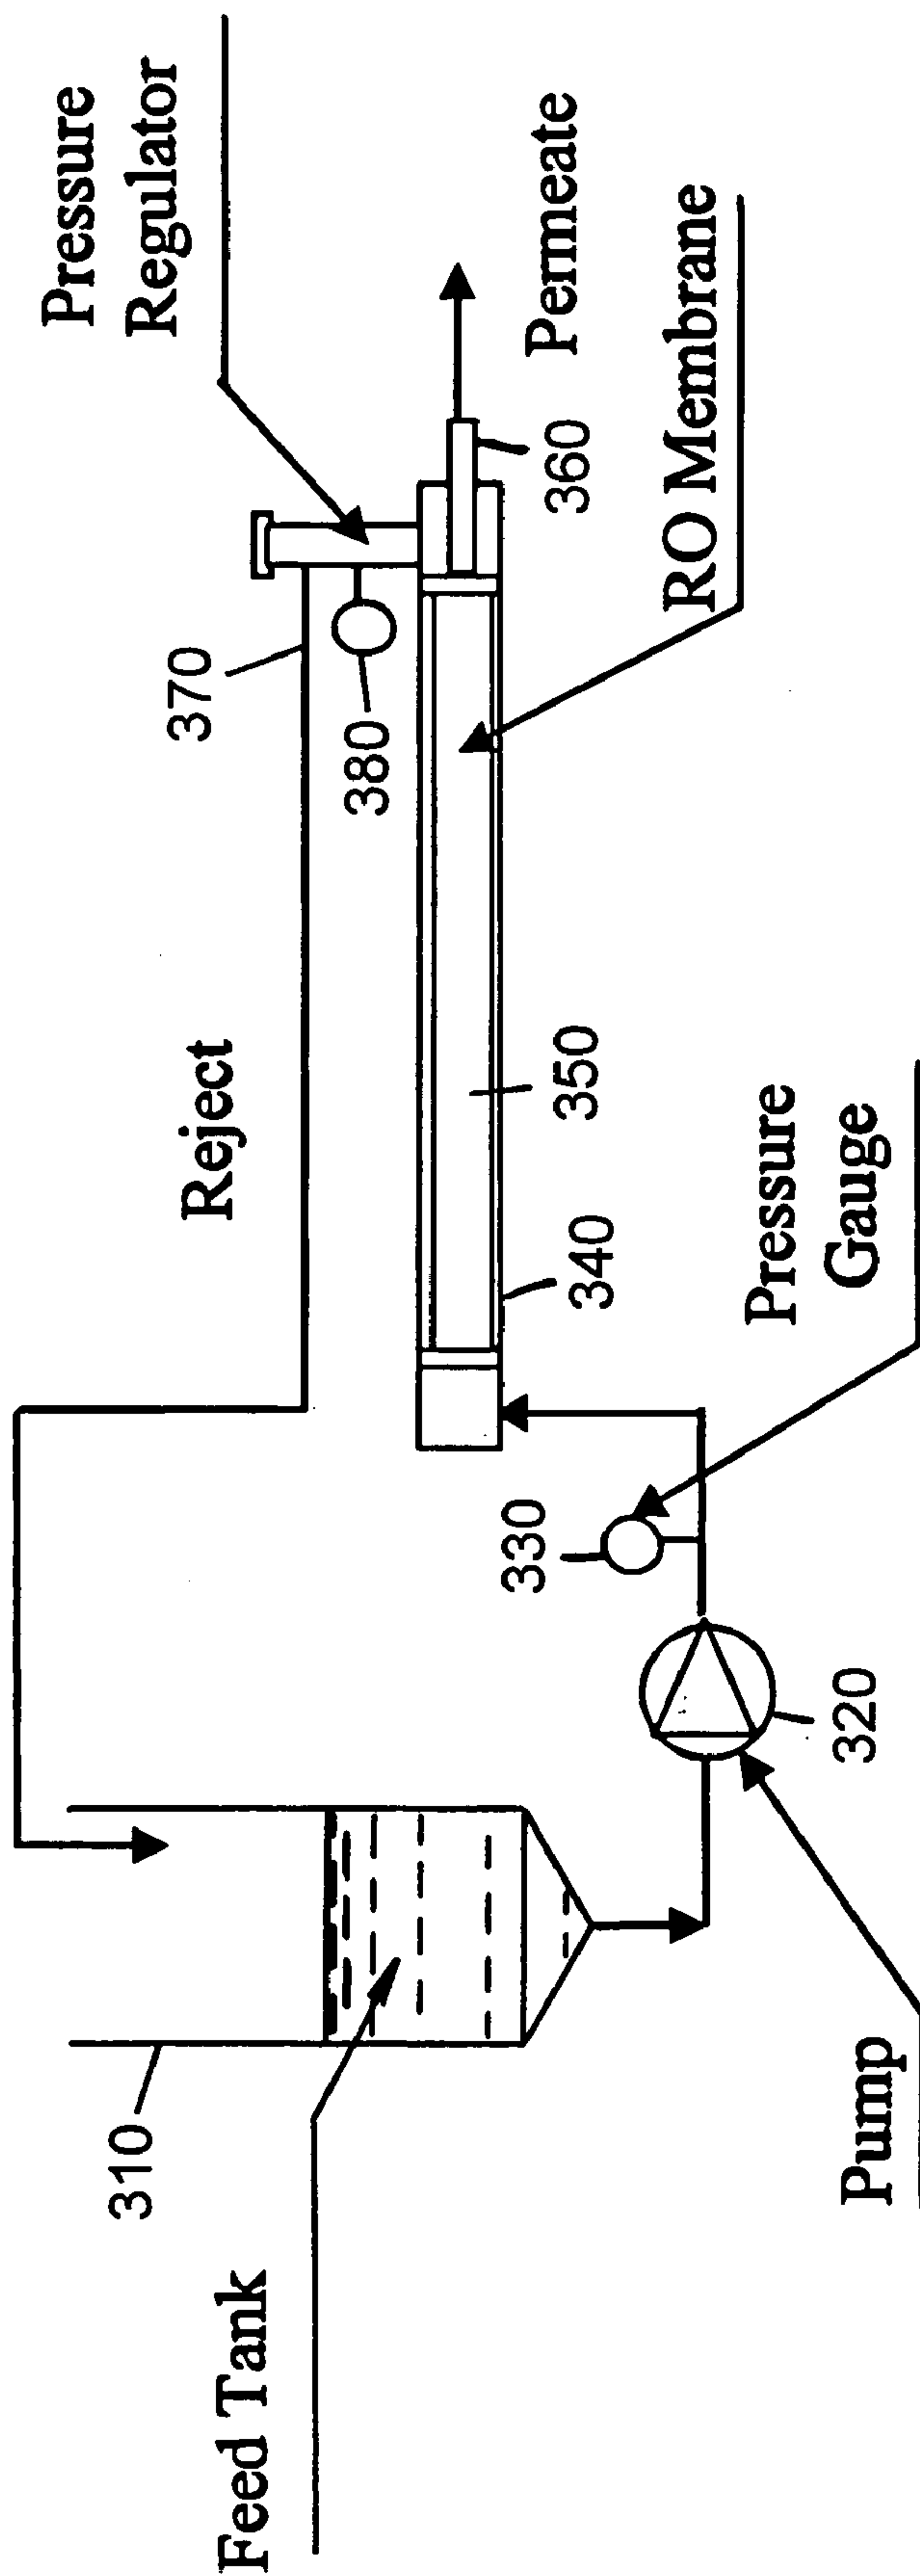 Pressure
Regulator
370
Reject
380
Permeate
360
350
340
RO Membrane
330
Pressure
Gauge
310
Feed Tank
320
Pump